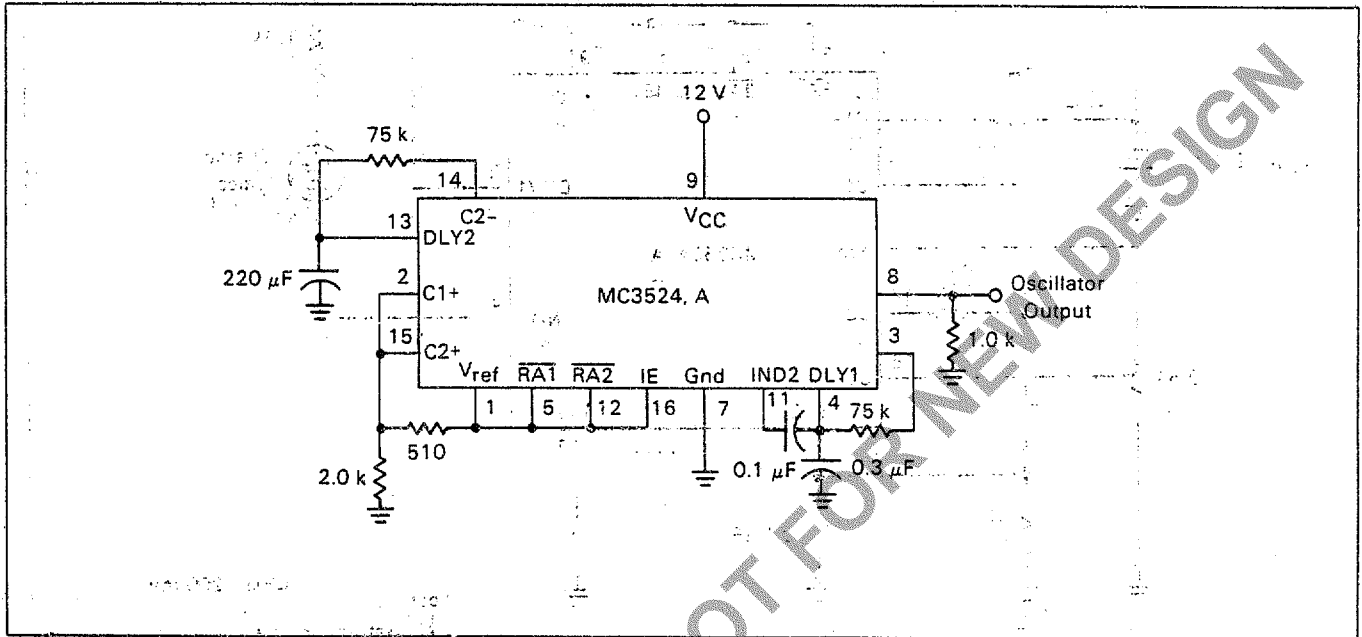 12 V
75 k
14
9
C2-
VCC
13
DLY2
220 µF
2
C1+
MC3524, A
8
Oscillator
Output
15
C2+
3
1.0 k
Vref
RA1
RA2
IE
Gnd
IND2
DLY1
1
5
12
16
7
11
4
75 k
510
2.0 k
0.1 µF
0.3 µF
OT FOR NEW DESIGN